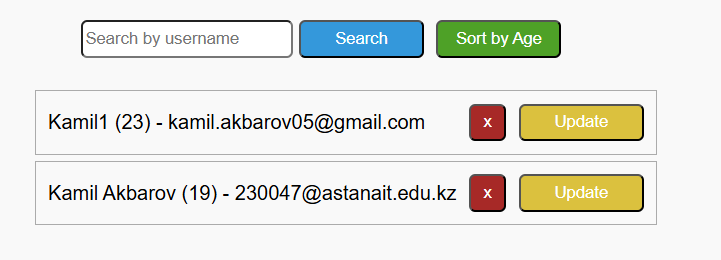 Search by username Search Sort by Age
Kamil1 (23) - kamil.akbarov05@gmail.com x Update
Kamil Akbarov (19) - 230047@astanait.edu.kz x Update